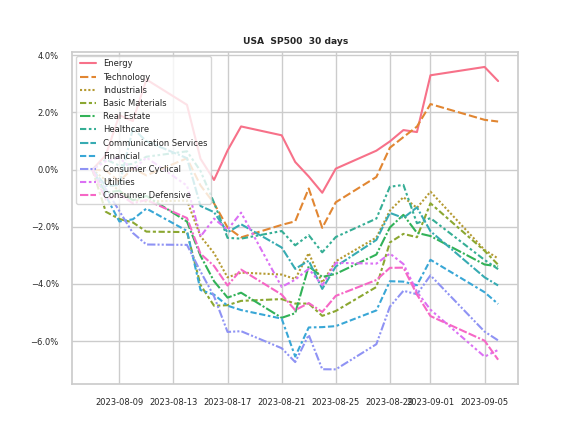 USA SP500 30 days
4.0%
2.0%
0.0%
−2.0%
−4.0%
−6.0%
Energy
Technology
Industrials
Basic Materials
Real Estate
Healthcare
Communication Services
Financial
Consumer Cyclical
Utilities
Consumer Defensive
2023-08-09 2023-08-13 2023-08-17 2023-08-21 2023-08-25 2023-08-29 2023-09-01 2023-09-05